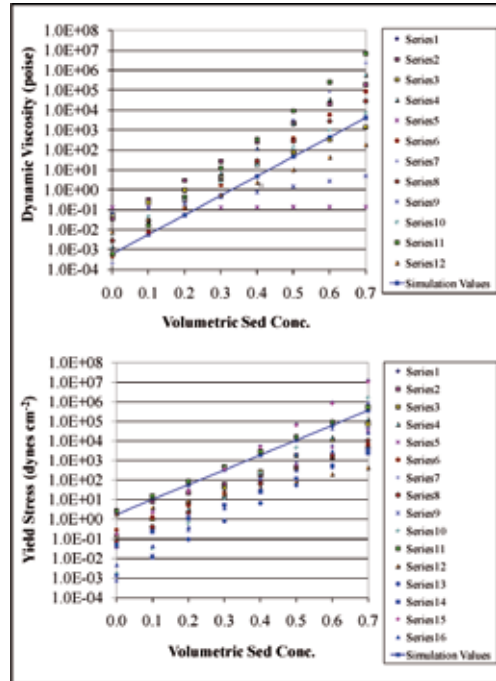 Dynamic Viscosity (poise)
1.0E+08
1.0E+07
1.0E+06
1.0E+05
1.0E+04
1.0E+03
1.0E+02
1.0E+01
1.0E+00
1.0E-01
1.0E-02
1.0E-03
1.0E-04
0.0 0.1 0.2 0.3 0.4 0.5 0.6 0.7
Volumetric Sed Conc.
Series1
Series2
Series3
Series4
Series5
Series6
Series7
Series8
Series9
Series10
Series11
Series12
Simulation Values
Yield Stress (dynes cm-2)
1.0E+08
1.0E+07
1.0E+06
1.0E+05
1.0E+04
1.0E+03
1.0E+02
1.0E+01
1.0E+00
1.0E-01
1.0E-02
1.0E-03
1.0E-04
0.0 0.1 0.2 0.3 0.4 0.5 0.6 0.7
Volumetric Sed Conc.
Series1
Series2
Series3
Series4
Series5
Series6
Series7
Series8
Series9
Series10
Series11
Series12
Series13
Series14
Series15
Series16
Simulation Values